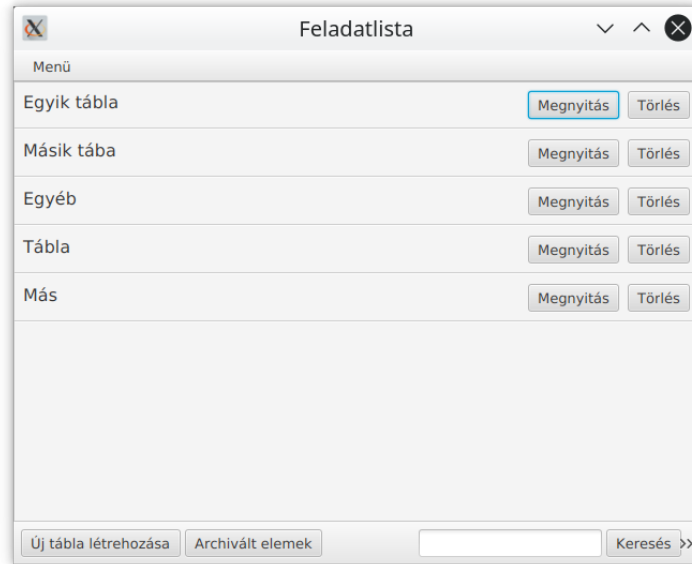 Feladatlista
Menü
Egyik tábla Megnyitás Törlés
Másik tába Megnyitás Törlés
Egyéb Megnyitás Törlés
Tábla Megnyitás Törlés
Más Megnyitás Törlés
Új tábla létrehozása Archivált elemek Keresés